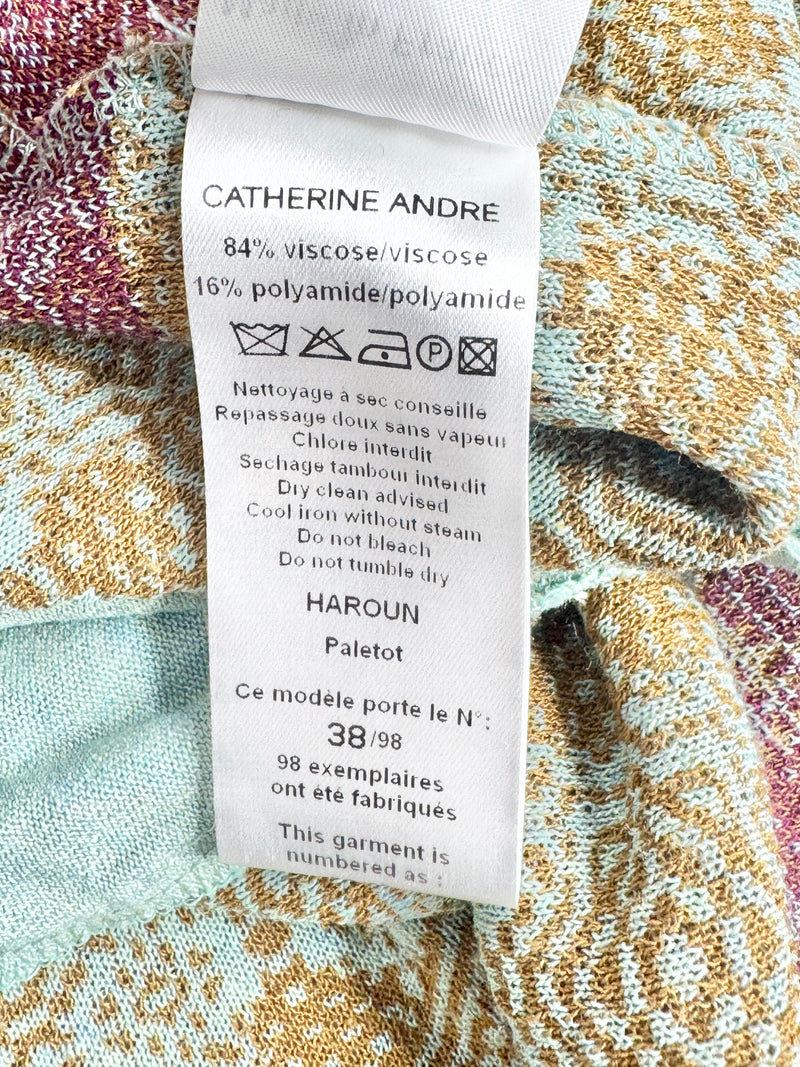 CATHERINE ANDRÉ
84% viscose/viscose
16% polyamide/polyamide
P
Nettoyage à sec conseille
Repassage doux sans vapeur
Chlore interdit
Sechage tambour interdit
Dry clean advised
Cool iron without steam
Do not bleach
Do not tumble dry
HAROUN
Paletot
Ce modèle porte le N°:
38/98
98 exemplaires
ont été fabriqués
This garment is
numbered as :